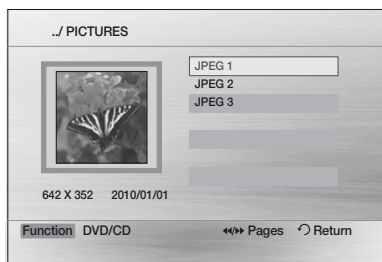 ../ PICTURES
JPEG 1
JPEG 2
JPEG 3
642 X 352 2010/01/01
Function DVD/CD ◀◀/▶▶ Pages Return